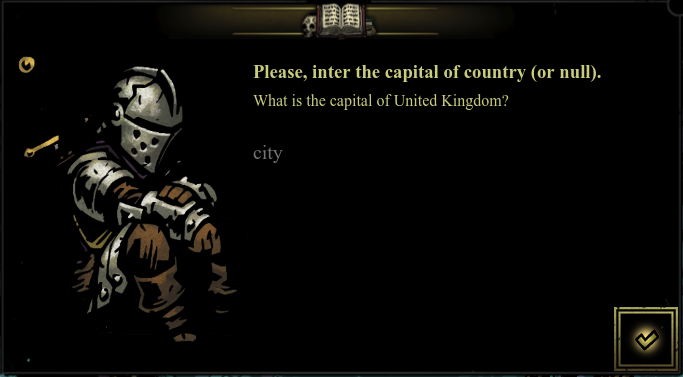 Please, inter the capital of country (or null).
What is the capital of United Kingdom?
city